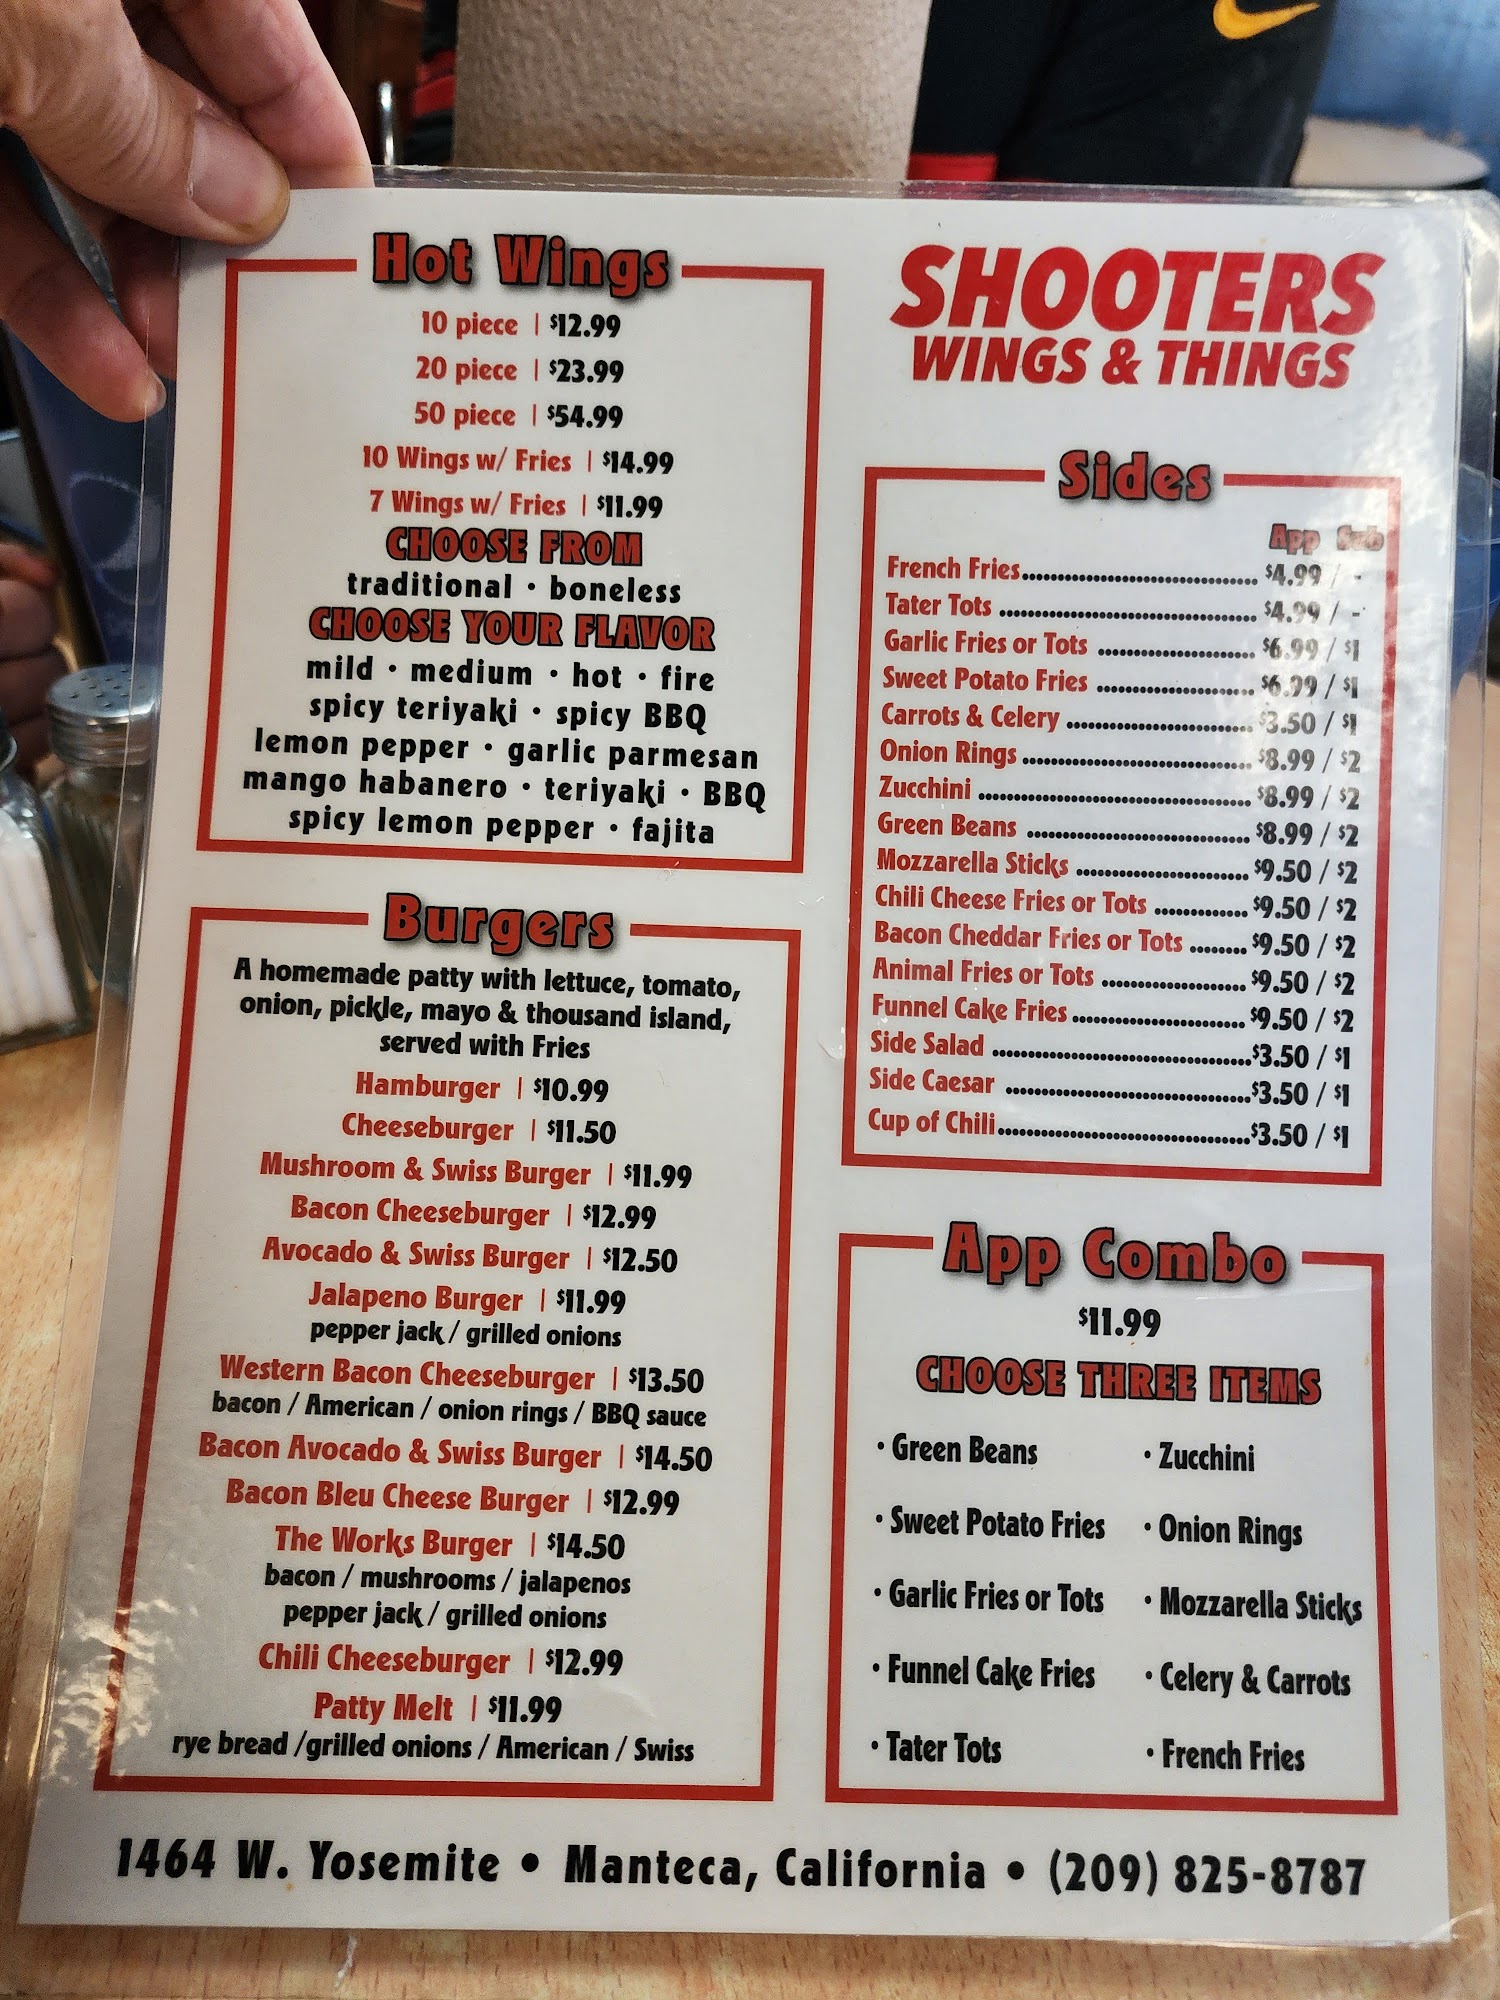 Hot Wings
10 piece | $12.99
20 piece | $23.99
50 piece | $54.99
10 Wings w/ Fries | $14.99
7 Wings w/ Fries | $11.99
CHOOSE FROM
traditional • boneless
CHOOSE YOUR FLAVOR
mild • medium • hot • fire
spicy teriyaki • spicy BBQ
lemon pepper • garlic parmesan
mango habanero • teriyaki • BBQ
spicy lemon pepper • fajita
Burgers
A homemade patty with lettuce, tomato,
onion, pickle, mayo & thousand island,
served with Fries
Hamburger | $10.99
Cheeseburger | $11.50
Mushroom & Swiss Burger | $11.99
Bacon Cheeseburger | $12.99
Avocado & Swiss Burger | $12.50
Jalapeno Burger | $11.99
pepper jack / grilled onions
Western Bacon Cheeseburger | $13.50
bacon / American / onion rings / BBQ sauce
Bacon Avocado & Swiss Burger | $14.50
Bacon Bleu Cheese Burger | $12.99
The Works Burger | $14.50
bacon / mushrooms / jalapenos
pepper jack / grilled onions
Chili Cheeseburger | $12.99
Patty Melt | $11.99
rye bread /grilled onions / American / Swiss
SHOOTERS
WINGS & THINGS
Sides
App Sub
French Fries................................. $4.99 / -
Tater Tots .................................... $4.99 / -
Garlic Fries or Tots ...................... $6.99 / $1
Sweet Potato Fries ...................... $6.99 / $1
Carrots & Celery .......................... $3.50 / $1
Onion Rings ................................ $8.99 / $2
Zucchini ...................................... $8.99 / $2
Green Beans ............................... $8.99 / $2
Mozzarella Sticks ........................ $9.50 / $2
Chili Cheese Fries or Tots ............. $9.50 / $2
Bacon Cheddar Fries or Tots ........ $9.50 / $2
Animal Fries or Tots .................... $9.50 / $2
Funnel Cake Fries ........................ $9.50 / $2
Side Salad ....................................$3.50 / $1
Side Caesar ..................................$3.50 / $1
Cup of Chili...................................$3.50 / $1
App Combo
$11.99
CHOOSE THREE ITEMS
• Green Beans • Zucchini
• Sweet Potato Fries • Onion Rings
• Garlic Fries or Tots • Mozzarella Sticks
• Funnel Cake Fries • Celery & Carrots
• Tater Tots • French Fries
1464 W. Yosemite • Manteca, California • (209) 825-8787